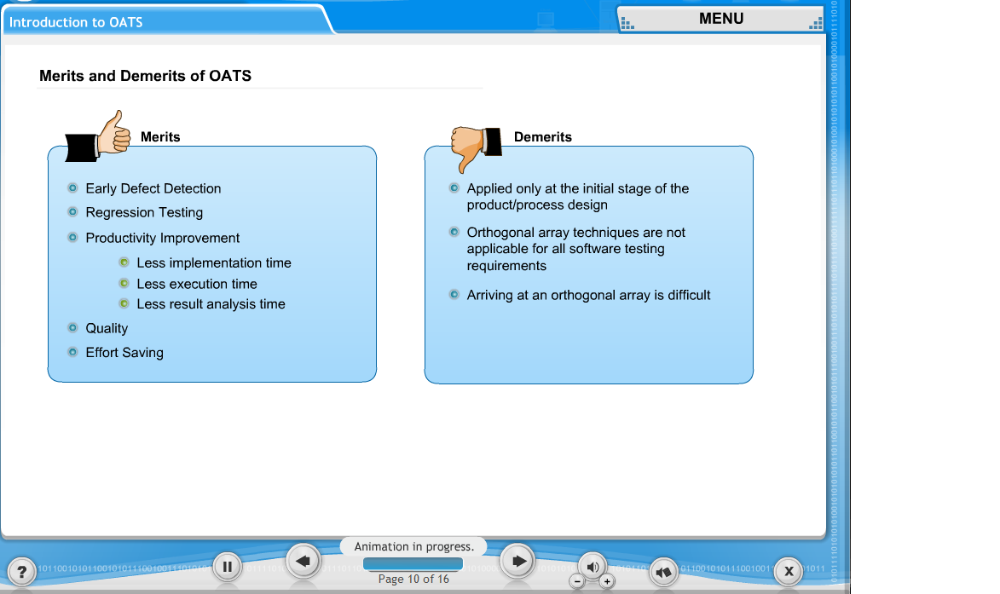 Introduction to OATS
MENU
Merits and Demerits of OATS
Merits
Early Defect Detection
Regression Testing
Productivity Improvement
Less implementation time
Less execution time
Less result analysis time
Quality
Effort Saving
Demerits
Applied only at the initial stage of the
product/process design
Orthogonal array techniques are not
applicable for all software testing
requirements
Arriving at an orthogonal array is difficult
Animation in progress.
Page 10 of 16
?
X